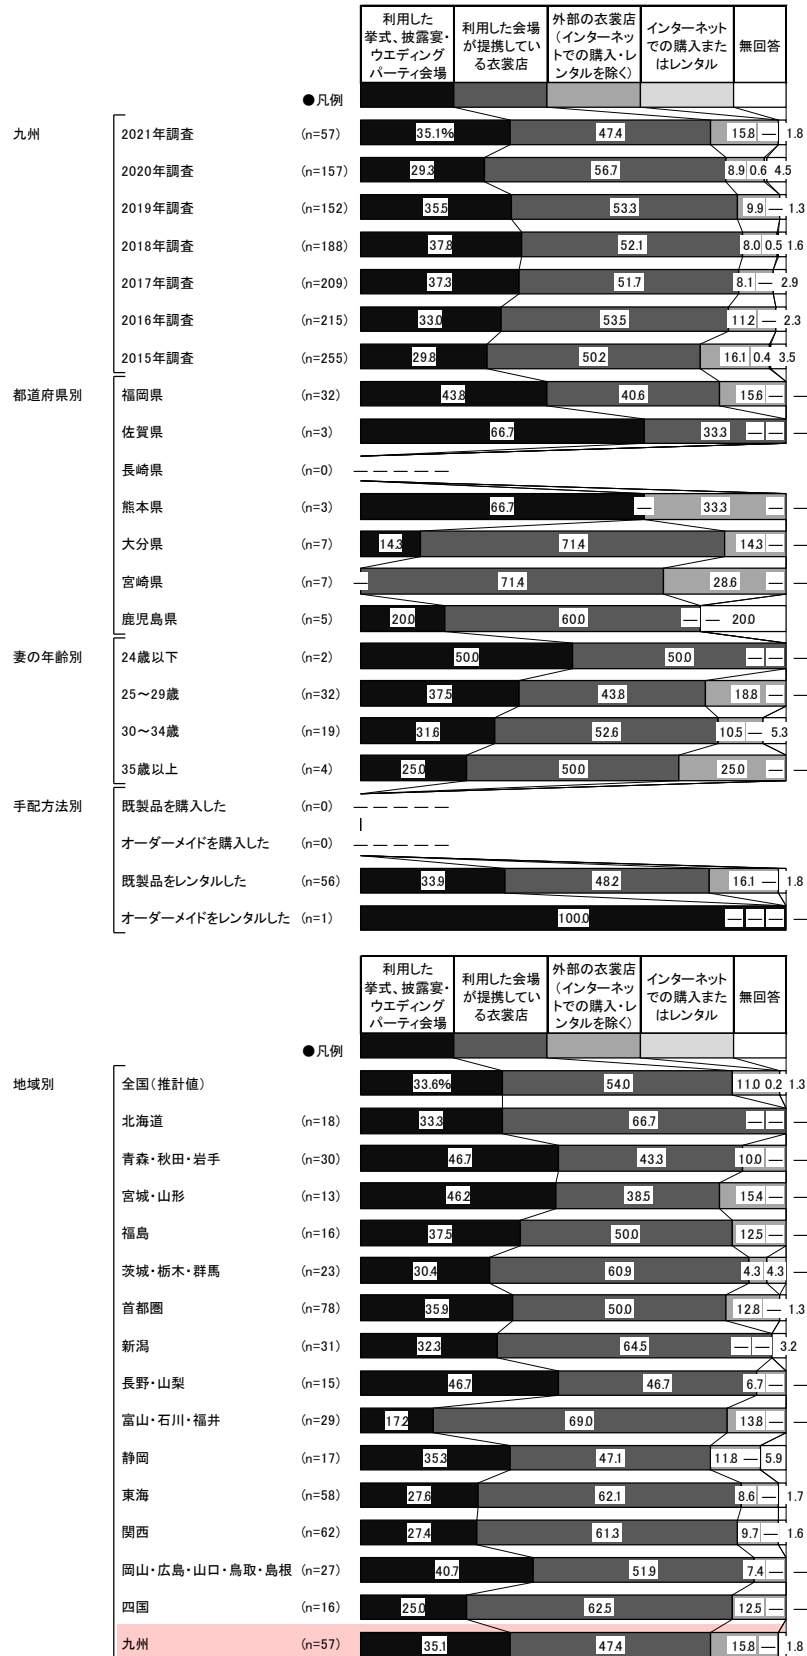 利用した
挙式、披露宴・
ウエディング
パーティ会場
利用した会場
が提携してい
る衣裳店
外部の衣裳店
(インターネッ
トでの購入・レ
ンタルを除く)
インターネット
での購入また
はレンタル
無回答
●凡例
九州 2021年調査 (n=57) 35.1% 47.4 15.8 — 1.8
2020年調査 (n=157) 29.3 56.7 8.9 0.6 4.5
2019年調査 (n=152) 35.5 53.3 9.9 — 1.3
2018年調査 (n=188) 37.8 52.1 8.0 0.5 1.6
2017年調査 (n=209) 37.3 51.7 8.1 — 2.9
2016年調査 (n=215) 33.0 53.5 11.2 — 2.3
2015年調査 (n=255) 29.8 50.2 16.1 0.4 3.5
都道府県別 福岡県 (n=32) 43.8 40.6 15.6 — —
佐賀県 (n=3) 66.7 33.3 — — —
長崎県 (n=0) — — — — —
熊本県 (n=3) 66.7 — 33.3 — —
大分県 (n=7) 14.3 71.4 14.3 — —
宮崎県 (n=7) — 71.4 28.6 — —
鹿児島県 (n=5) 20.0 60.0 — — 20.0
妻の年齢別 24歳以下 (n=2) 50.0 50.0 — — —
25~29歳 (n=32) 37.5 43.8 18.8 — —
30~34歳 (n=19) 31.6 52.6 10.5 — 5.3
35歳以上 (n=4) 25.0 50.0 25.0 — —
手配方法別 既製品を購入した (n=0) — — — — —
オーダーメイドを購入した (n=0) — — — — —
既製品をレンタルした (n=56) 33.9 48.2 16.1 — 1.8
オーダーメイドをレンタルした (n=1) 100.0 — — — —
利用した
挙式、披露宴・
ウエディング
パーティ会場
利用した会場
が提携してい
る衣裳店
外部の衣裳店
(インターネッ
トでの購入・レ
ンタルを除く)
インターネット
での購入また
はレンタル
無回答
●凡例
地域別 全国(推計値) 33.6% 54.0 11.0 0.2 1.3
北海道 (n=18) 33.3 66.7 — — —
青森・秋田・岩手 (n=30) 46.7 43.3 10.0 — —
宮城・山形 (n=13) 46.2 38.5 15.4 — —
福島 (n=16) 37.5 50.0 12.5 — —
茨城・栃木・群馬 (n=23) 30.4 60.9 4.3 4.3 —
首都圏 (n=78) 35.9 50.0 12.8 — 1.3
新潟 (n=31) 32.3 64.5 — — 3.2
長野・山梨 (n=15) 46.7 46.7 6.7 — —
富山・石川・福井 (n=29) 17.2 69.0 13.8 — —
静岡 (n=17) 35.3 47.1 11.8 — 5.9
東海 (n=58) 27.6 62.1 8.6 — 1.7
関西 (n=62) 27.4 61.3 9.7 — 1.6
岡山・広島・山口・鳥取・島根 (n=27) 40.7 51.9 7.4 — —
四国 (n=16) 25.0 62.5 12.5 — —
九州 (n=57) 35.1 47.4 15.8 — 1.8